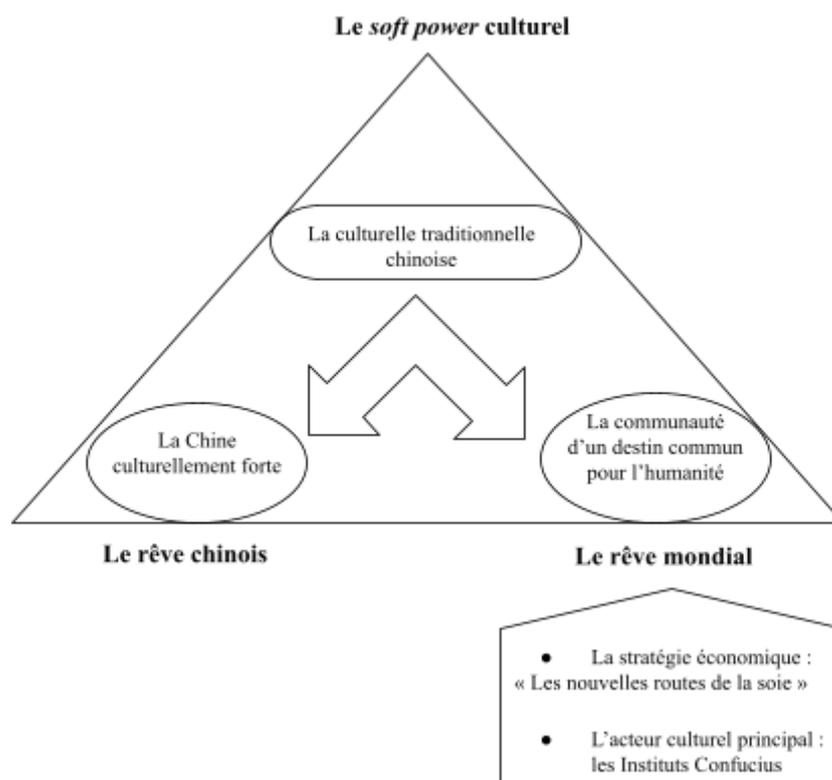 Le soft power culturel
La culturelle traditionnelle
chinoise
La Chine
culturellement forte
La communauté
d’un destin commun
pour l’humanité
Le rêve chinois
Le rêve mondial
● La stratégie économique :
« Les nouvelles routes de la soie »
● L’acteur culturel principal :
les Instituts Confucius